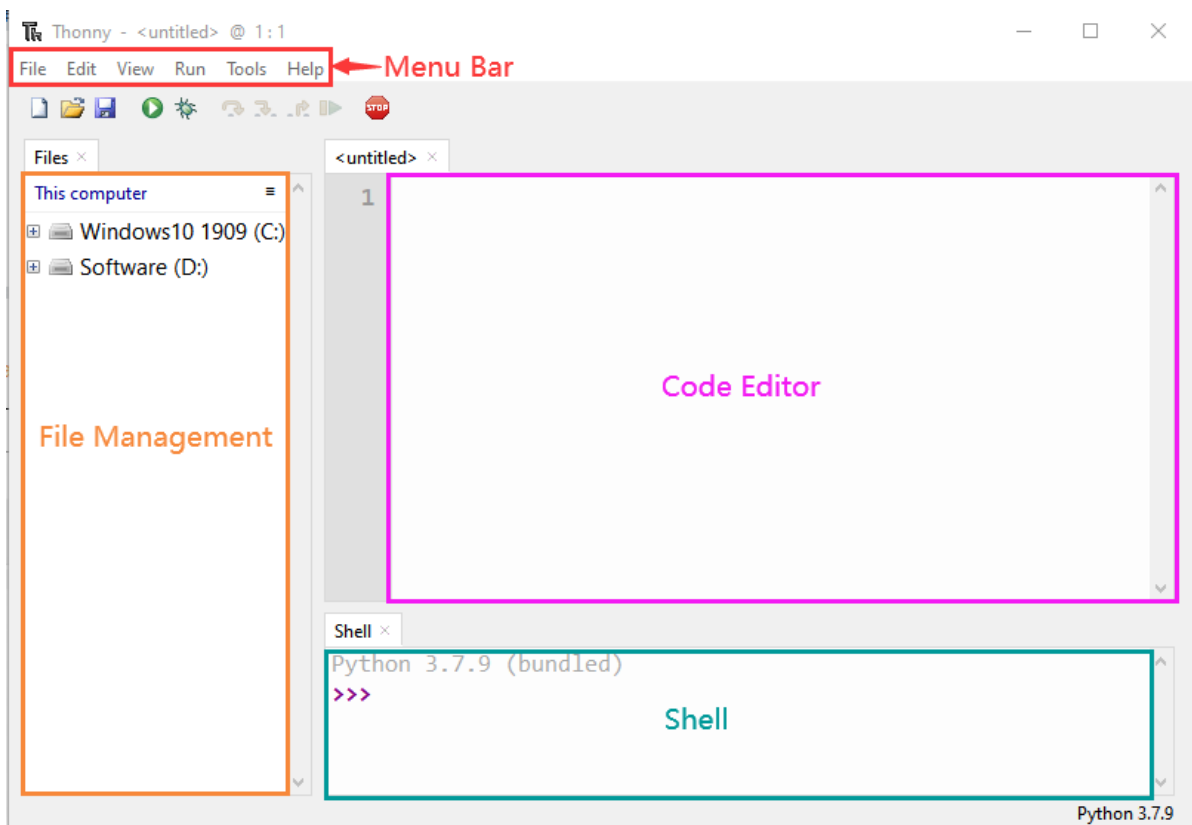 Thonny - <untitled> @ 1:1
File Edit View Run Tools Help
Menu Bar
STOP
Files
<untitled>
This computer
1
Windows10 1909 (C:)
Software (D:)
Code Editor
File Management
Shell
Python 3.7.9 (bundled)
>>>
Shell
Python 3.7.9